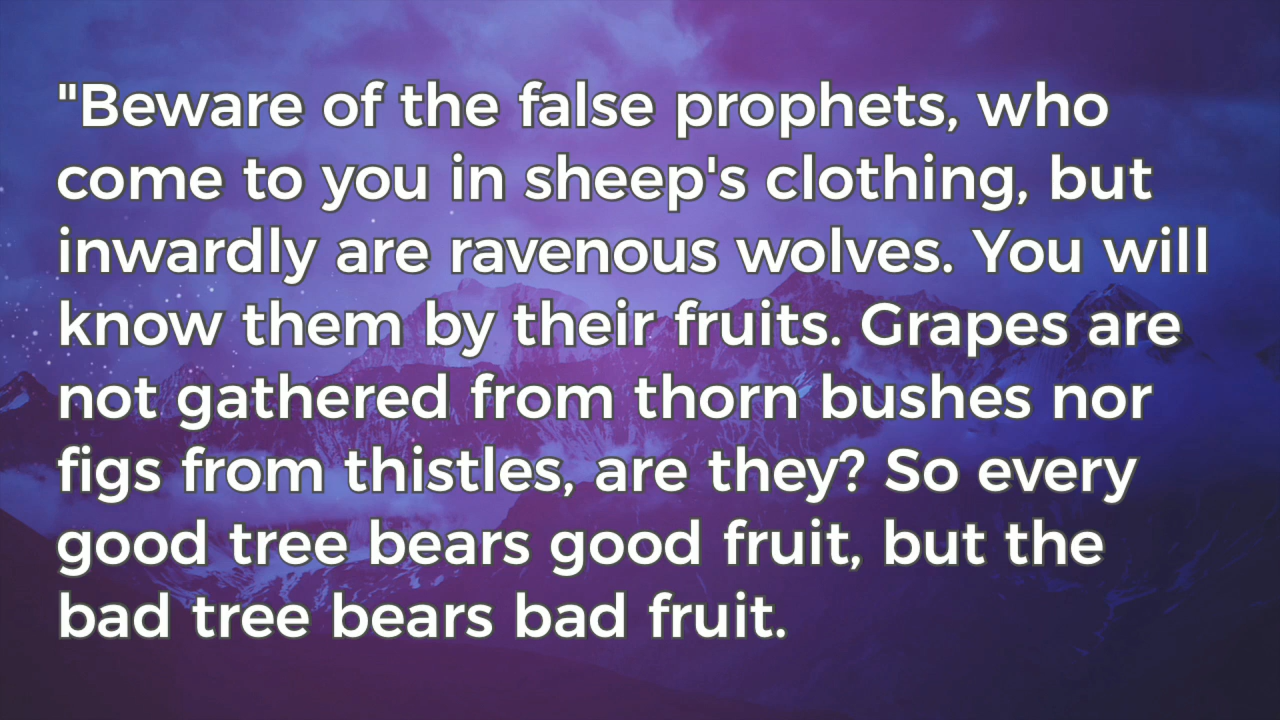 "Beware of the false prophets, who
come to you in sheep's clothing, but
inwardly are ravenous wolves. You will
know them by their fruits. Grapes are
not gathered from thorn bushes nor
figs from thistles, are they? So every
good tree bears good fruit, but the
bad tree bears bad fruit.